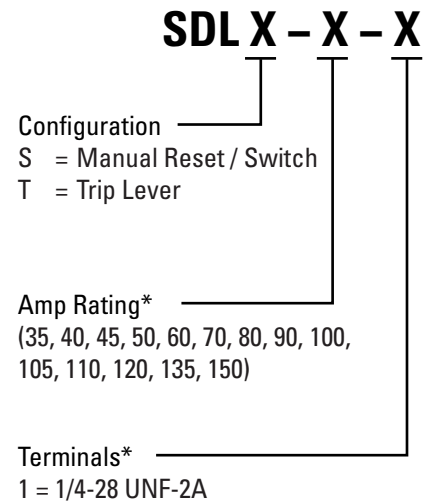 SDL X – X – X
Configuration
S = Manual Reset / Switch
T = Trip Lever
Amp Rating*
(35, 40, 45, 50, 60, 70, 80, 90, 100,
105, 110, 120, 135, 150)
Terminals*
1 = 1/4-28 UNF-2A